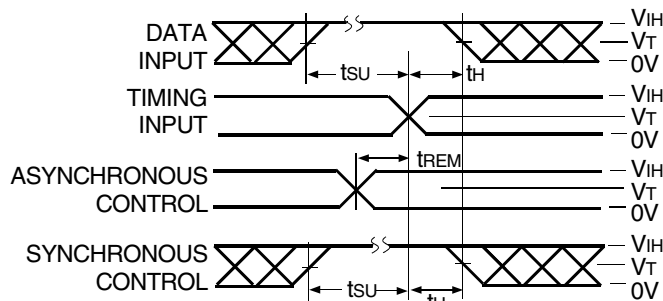 DATA INPUT
tSU tH
VIH
VT
0V
TIMING INPUT
VIH
VT
0V
tREM
ASYNCHRONOUS CONTROL
VIH
VT
0V
SYNCHRONOUS CONTROL
tSU
VIH
VT
0V